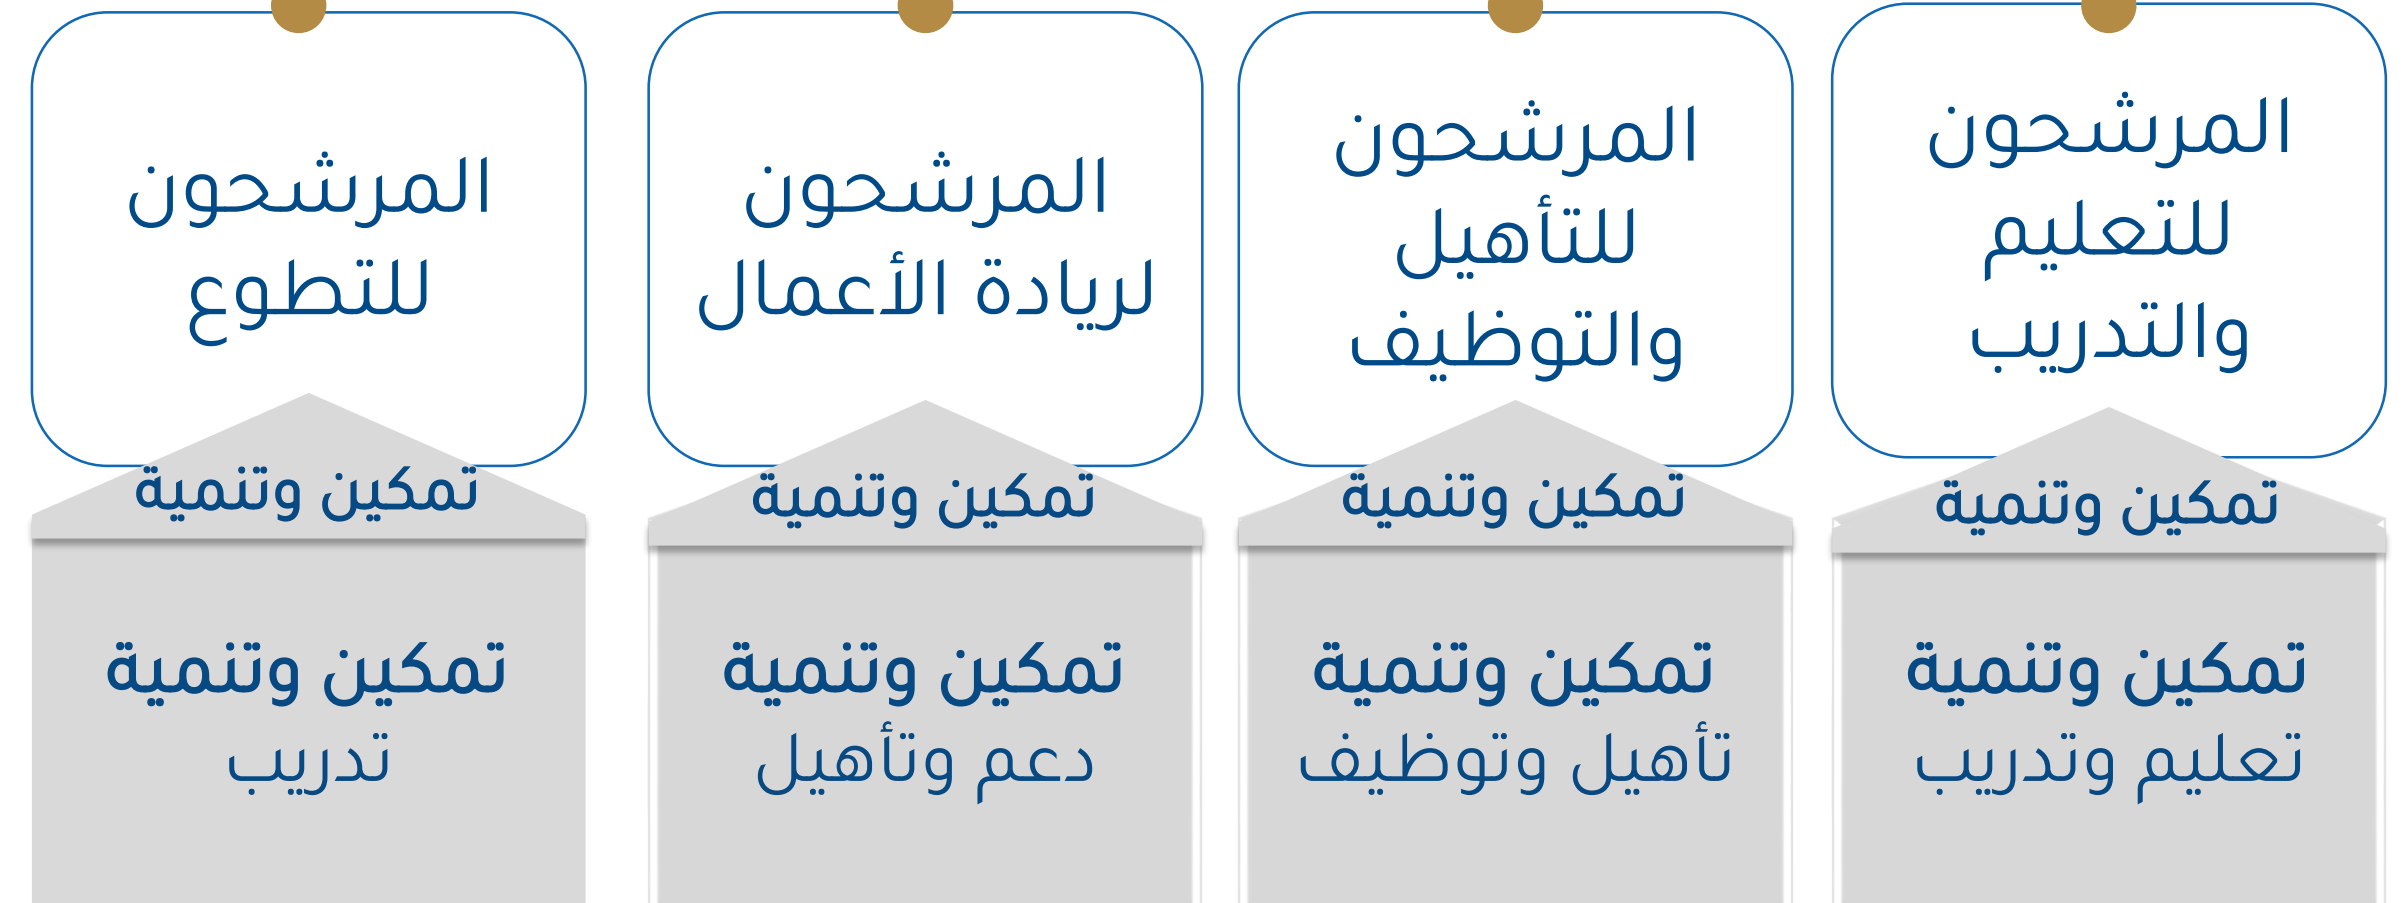 المرشحون
للتعليم
والتدريب
تمكين وتنمية
تمكين وتنمية
تعليم وتدريب
المرشحون
للتأهيل
والتوظيف
تمكين وتنمية
تمكين وتنمية
تأهيل وتوظيف
المرشحون
لريادة الأعمال
تمكين وتنمية
تمكين وتنمية
دعم وتأهيل
المرشحون
للتطوع
تمكين وتنمية
تمكين وتنمية
تدريب